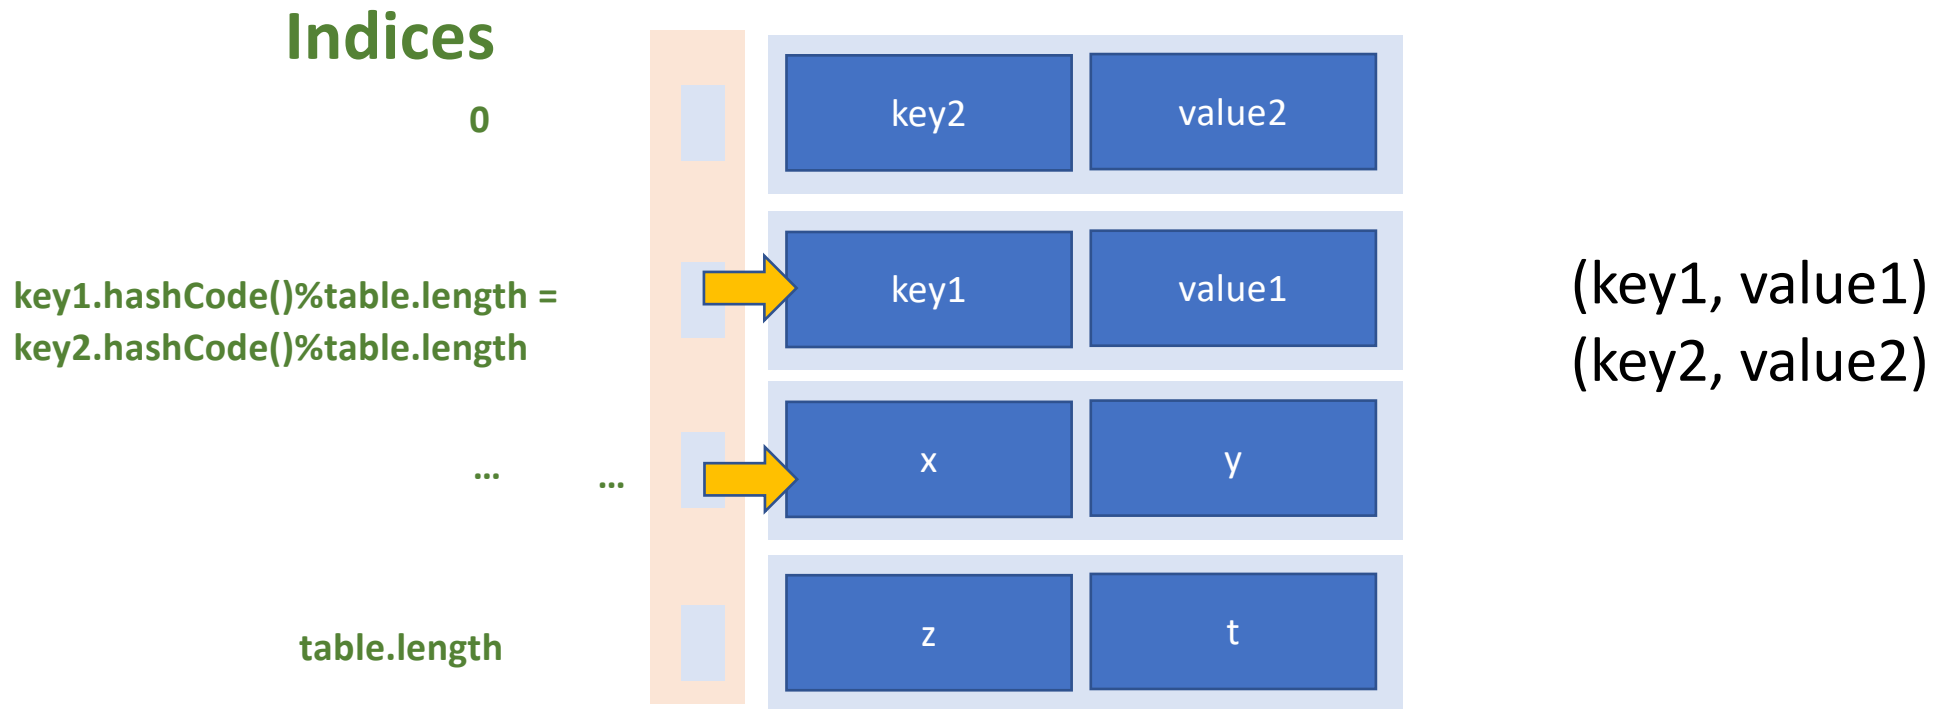 Indices
0
key2 value2
key1.hashCode()%table.length =
key2.hashCode()%table.length
key1 value1
(key1, value1)
(key2, value2)
... ...
x y
table.length
z t